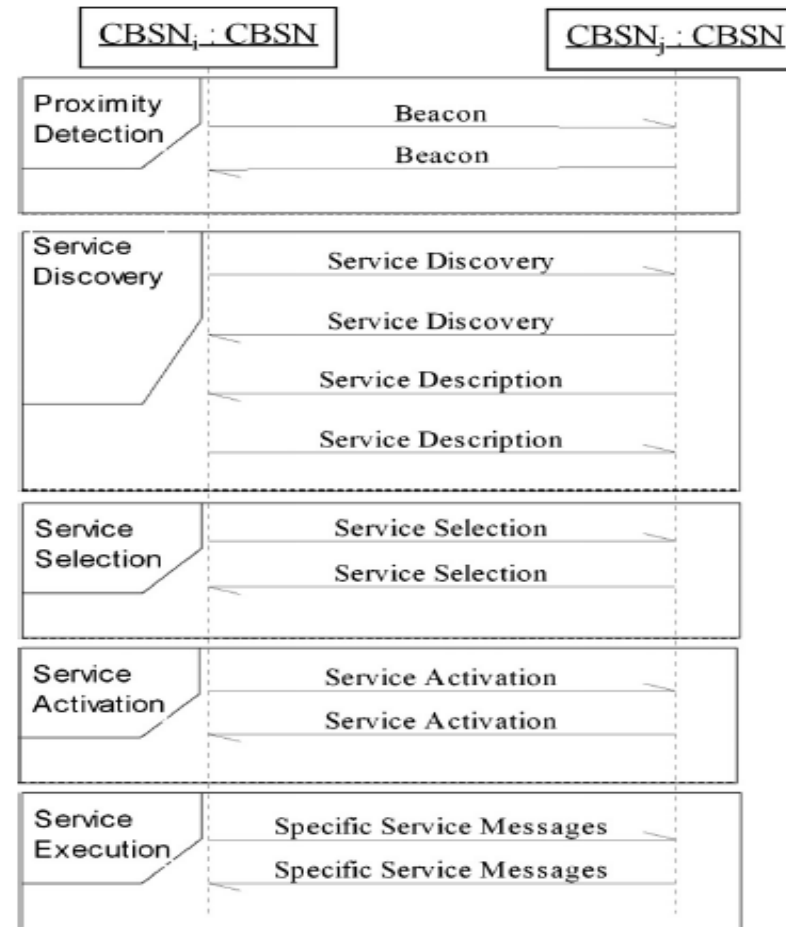 CBSNi : CBSN
CBSNj : CBSN
Proximity
Detection
Beacon
Beacon
Service
Discovery
Service Discovery
Service Discovery
Service Description
Service Description
Service
Selection
Service Selection
Service Selection
Service
Activation
Service Activation
Service Activation
Service
Execution
Specific Service Messages
Specific Service Messages